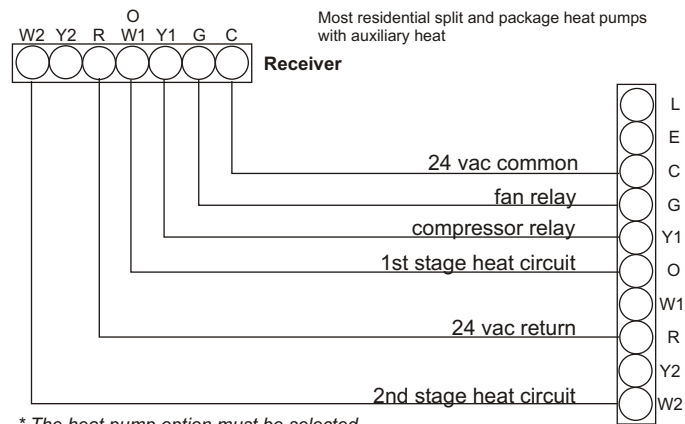 O
W2 Y2 R W1 Y1 G C
Most residential split and package heat pumps
with auxiliary heat
Receiver
L
E
24 vac common C
fan relay G
compressor relay Y1
1st stage heat circuit O
W1
24 vac return R
Y2
2nd stage heat circuit W2
* The heat pump option must be selected